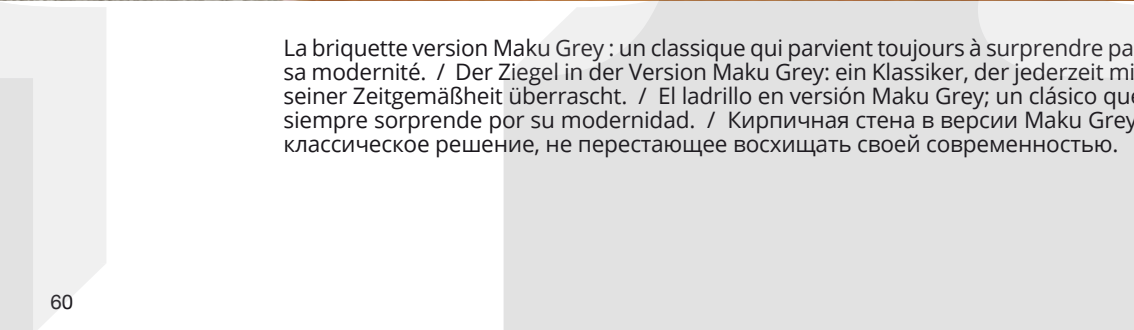 La briquette version Maku Grey : un classique qui parvient toujours à surprendre pa
sa modernité. / Der Ziegel in der Version Maku Grey: ein Klassiker, der jederzeit mi
seiner Zeitgemäßheit überrascht. / El ladrillo en versión Maku Grey; un clásico que
siempre sorprende por su modernidad. / Кирпичная стена в версии Maku Grey
классическое решение, не перестающее восхищать своей современностью.
60